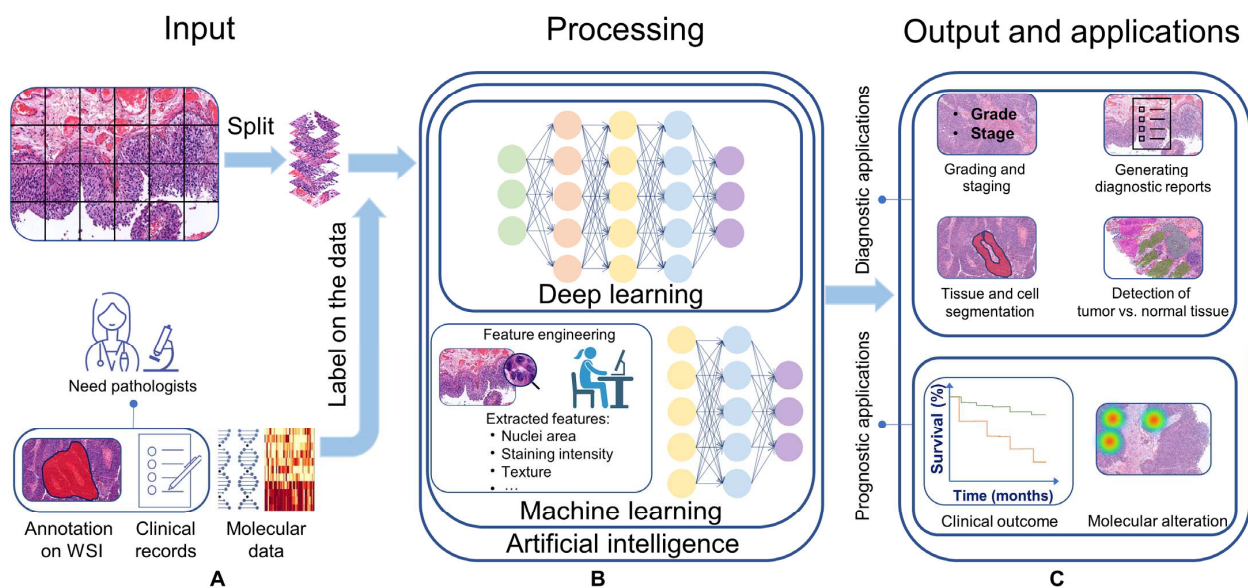 Input
Processing
Output and applications
Split
Label on the data
Need pathologists
Annotation
on WSI
Clinical
records
Molecular
data
A
Deep learning
Feature engineering
Extracted features:
• Nuclei area
• Staining intensity
• Texture
• ...
Machine learning
Artificial intelligence
B
Diagnostic applications
Prognostic applications
• Grade
• Stage
Grading and
staging
Generating
diagnostic reports
Tissue and cell
segmentation
Detection of
tumor vs. normal tissue
Survival (%)
Time (months)
Clinical outcome
Molecular alteration
C